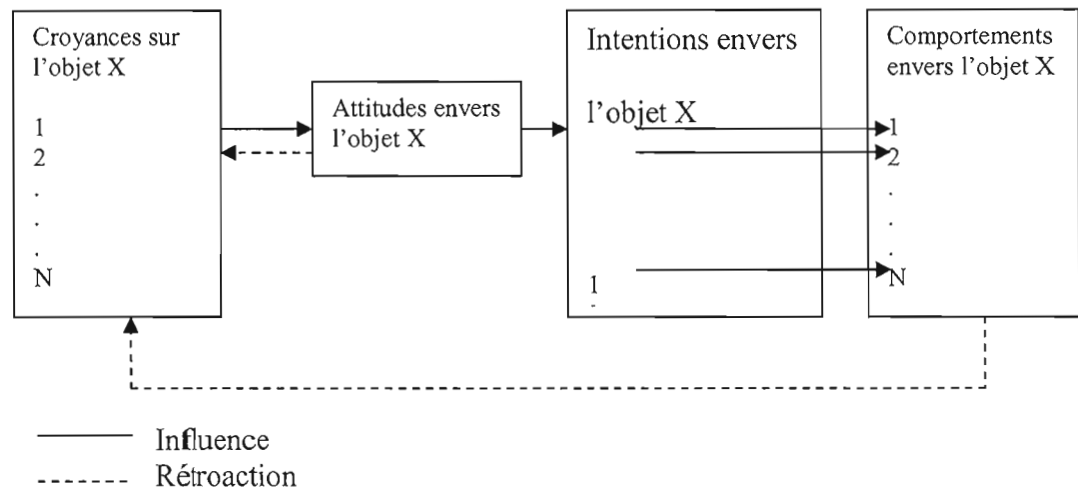 Croyances sur
l'objet X
1
2
.
.
.
N
Attitudes envers
l'objet X
Intentions envers
l'objet X
1
.
Comportements
envers l'objet X
1
2
.
.
.
N
Influence
Rétroaction